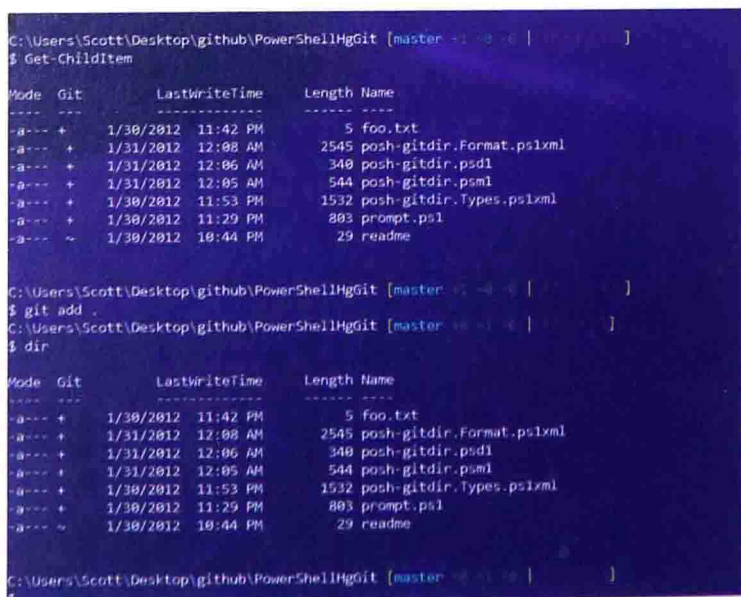 C:\Users\Scott\Desktop\github\PowerShellHgGit [master +1 ~0 -0 | ]
$ Get-ChildItem
Mode Git LastWriteTime Length Name
---- --- ------------- ------ ----
-a--- + 1/30/2012 11:42 PM 5 foo.txt
-a--- + 1/31/2012 12:08 AM 2545 posh-gitdir.Format.ps1xml
-a--- + 1/31/2012 12:06 AM 340 posh-gitdir.psd1
-a--- + 1/31/2012 12:05 AM 544 posh-gitdir.psm1
-a--- + 1/30/2012 11:53 PM 1532 posh-gitdir.Types.ps1xml
-a--- + 1/30/2012 11:29 PM 803 prompt.ps1
-a--- ~ 1/30/2012 10:44 PM 29 readme
C:\Users\Scott\Desktop\github\PowerShellHgGit [master | ]
$ git add .
C:\Users\Scott\Desktop\github\PowerShellHgGit [master | ]
$ dir
Mode Git LastWriteTime Length Name
---- --- ------------- ------ ----
-a--- + 1/30/2012 11:42 PM 5 foo.txt
-a--- + 1/31/2012 12:08 AM 2545 posh-gitdir.Format.ps1xml
-a--- + 1/31/2012 12:06 AM 340 posh-gitdir.psd1
-a--- + 1/31/2012 12:05 AM 544 posh-gitdir.psm1
-a--- + 1/30/2012 11:53 PM 1532 posh-gitdir.Types.ps1xml
-a--- + 1/30/2012 11:29 PM 803 prompt.ps1
-a--- ~ 1/30/2012 10:44 PM 29 readme
C:\Users\Scott\Desktop\github\PowerShellHgGit [master | ]